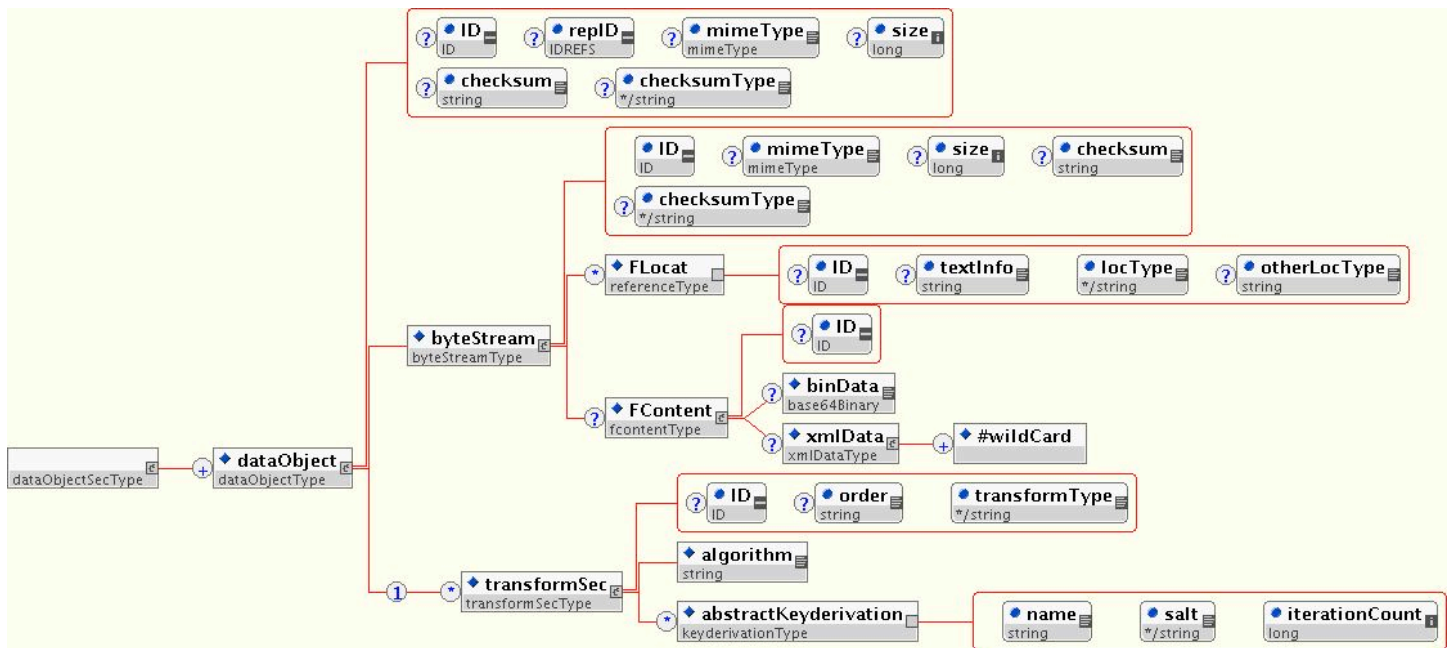 ? ID ? repID ? mimeType ? size
ID IDREFS mimeType long
? checksum ? checksumType
string */string
ID ? mimeType ? size ? checksum
ID mimeType long string
? checksumType
*/string
* FLocat ? ID ? textInfo locType ? otherLocType
referenceType ID string */string string
? ID
ID
byteStream
byteStreamType
? binData
base64Binary
? FContent
fcontentType
? xmlData + #wildCard
xmlDataType
+ dataObject
dataObjectSecType dataObjectType
? ID ? order transformType
ID string */string
algorithm
string
1 * transformSec
transformSecType
* abstractKeyderivation name salt iterationCount
keyderivationType string */string long